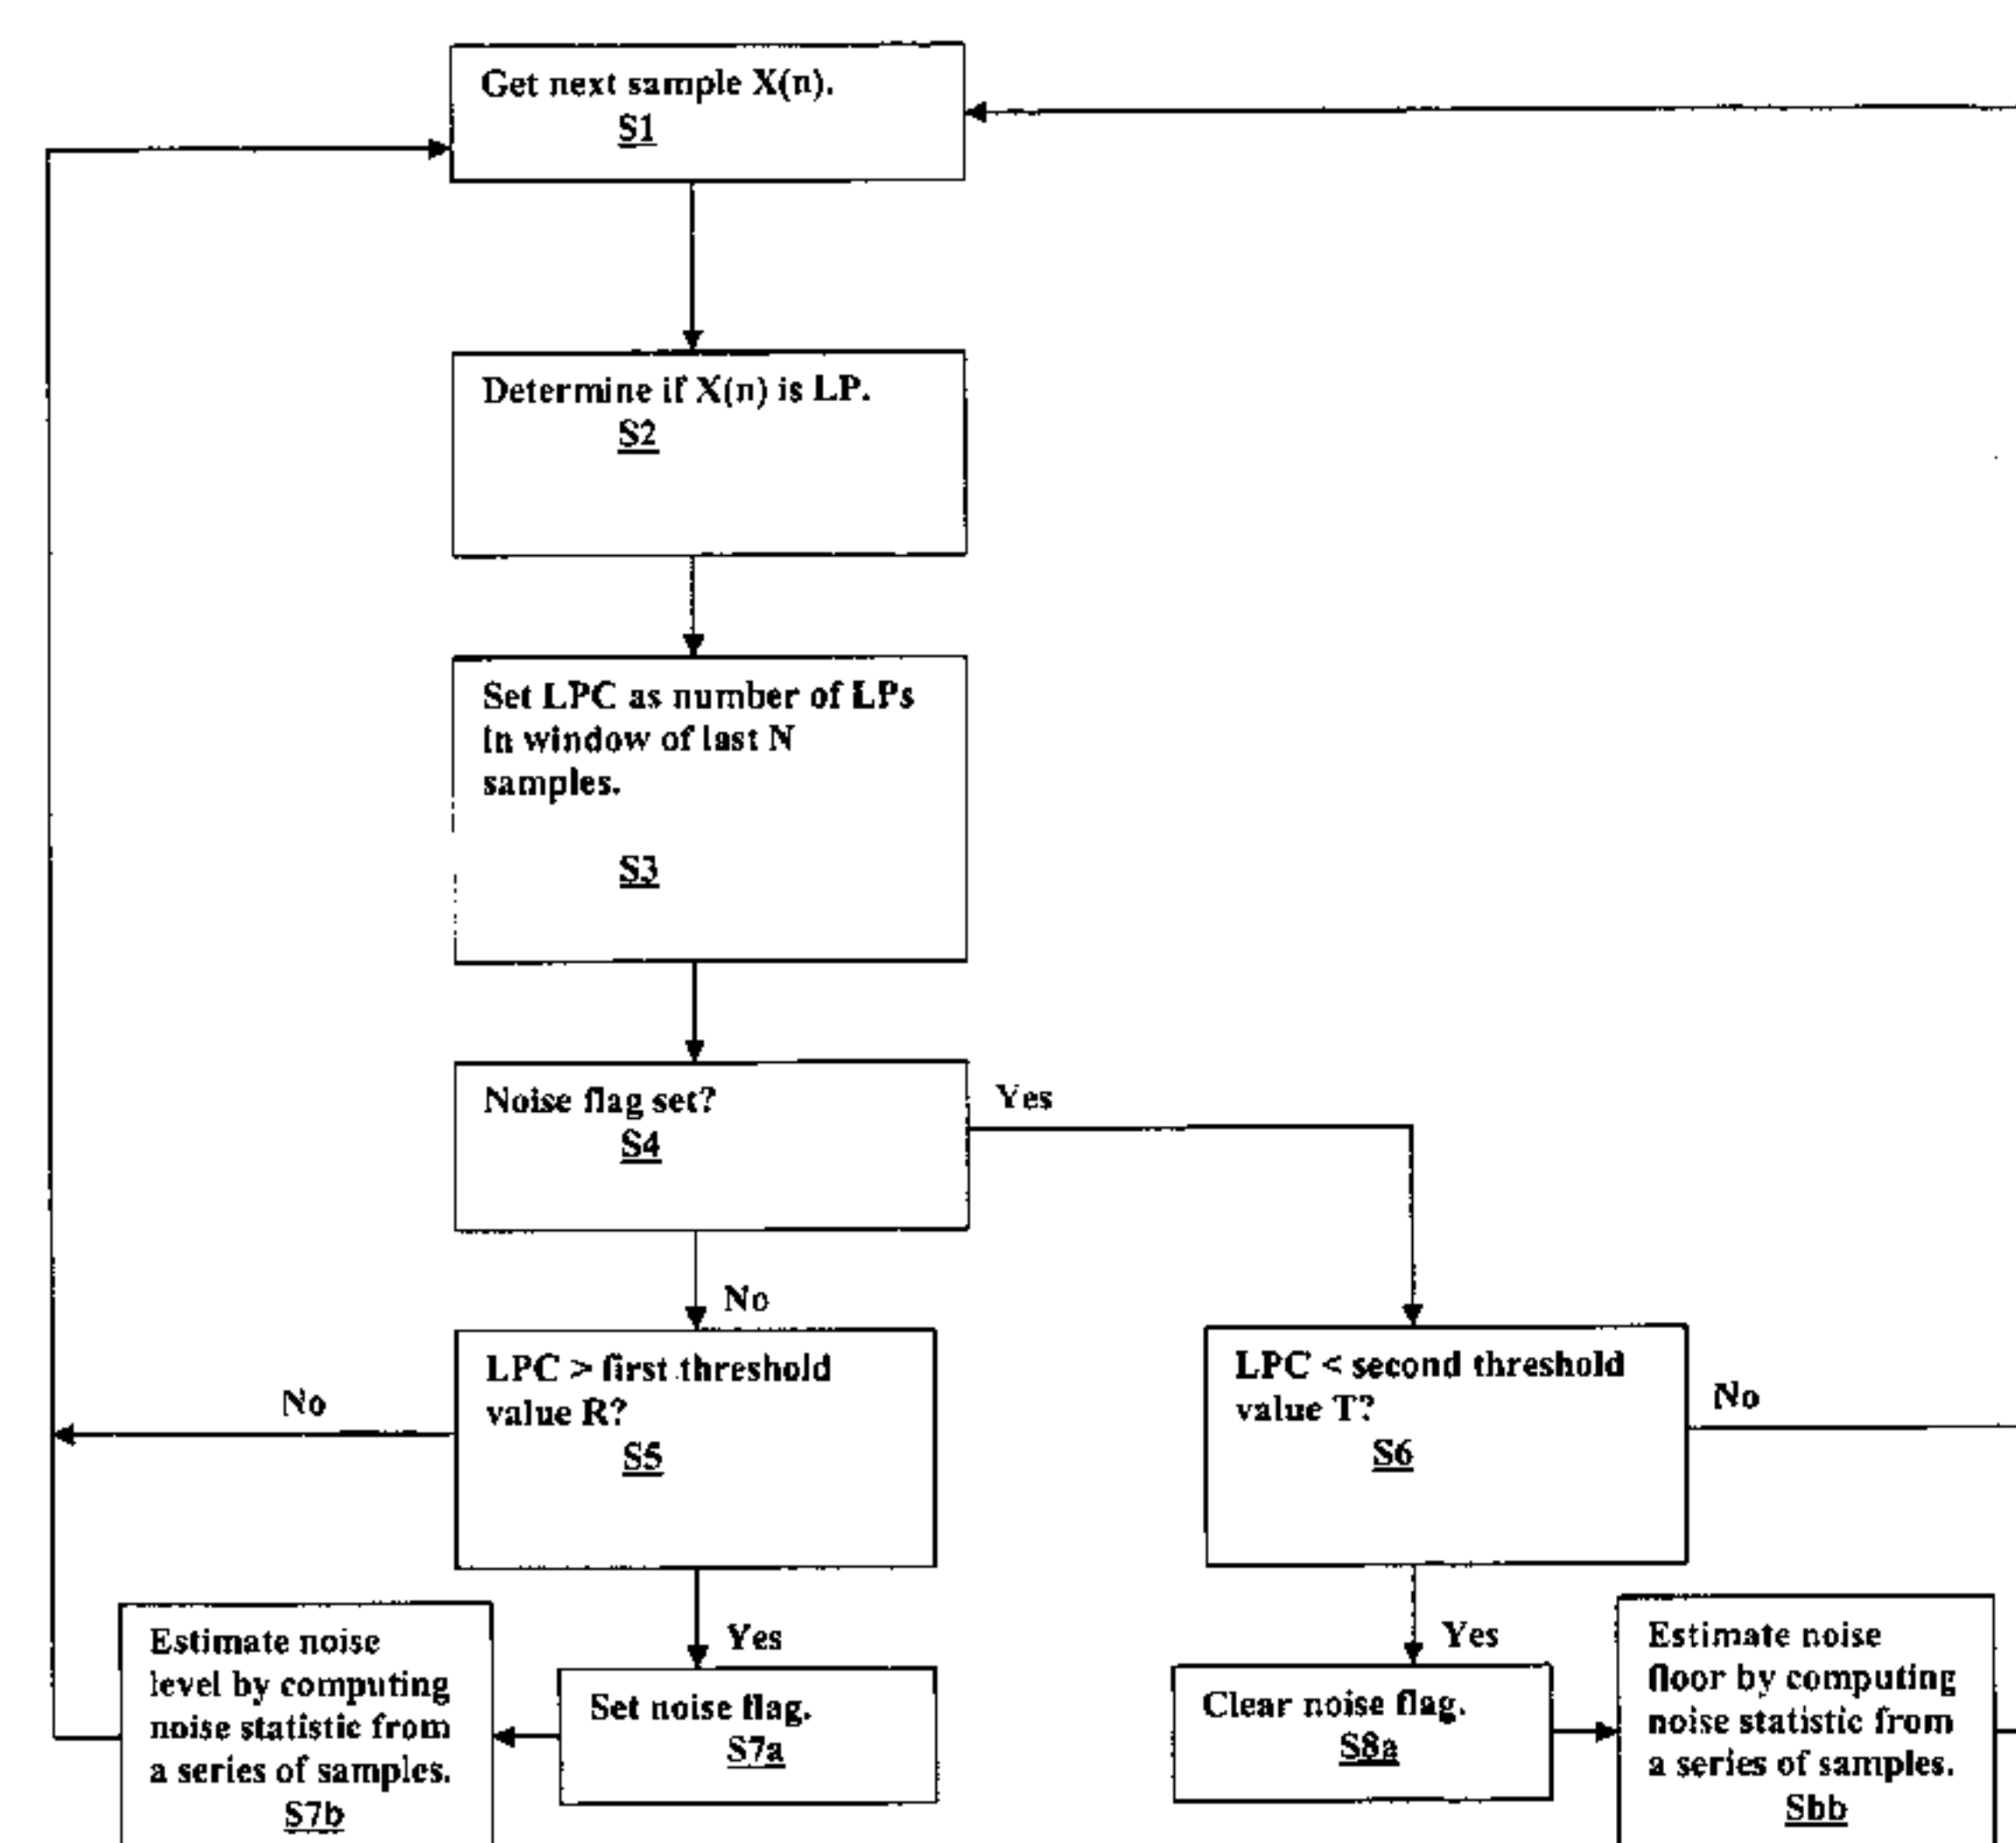 Get next sample X(n).
S1
Determine if X(n) is LP.
S2
Set LPC as number of LPs
in window of last N
samples.
S3
Noise flag set?
S4
Yes
No
LPC > first threshold
value R?
S5
No
LPC < second threshold
value T?
S6
No
Yes
Yes
Estimate noise
level by computing
noise statistic from
a series of samples.
S7b
Set noise flag.
S7a
Clear noise flag.
S8a
Estimate noise
floor by computing
noise statistic from
a series of samples.
Sbb